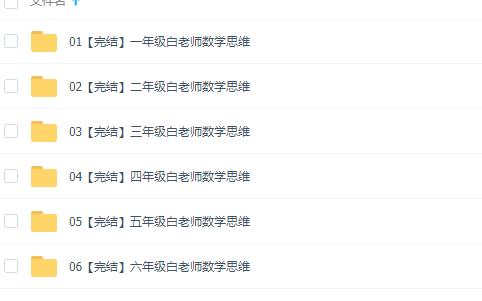 文件名
01【完结】一年级白老师数学思维
02【完结】二年级白老师数学思维
03【完结】三年级白老师数学思维
04【完结】四年级白老师数学思维
05【完结】五年级白老师数学思维
06【完结】六年级白老师数学思维